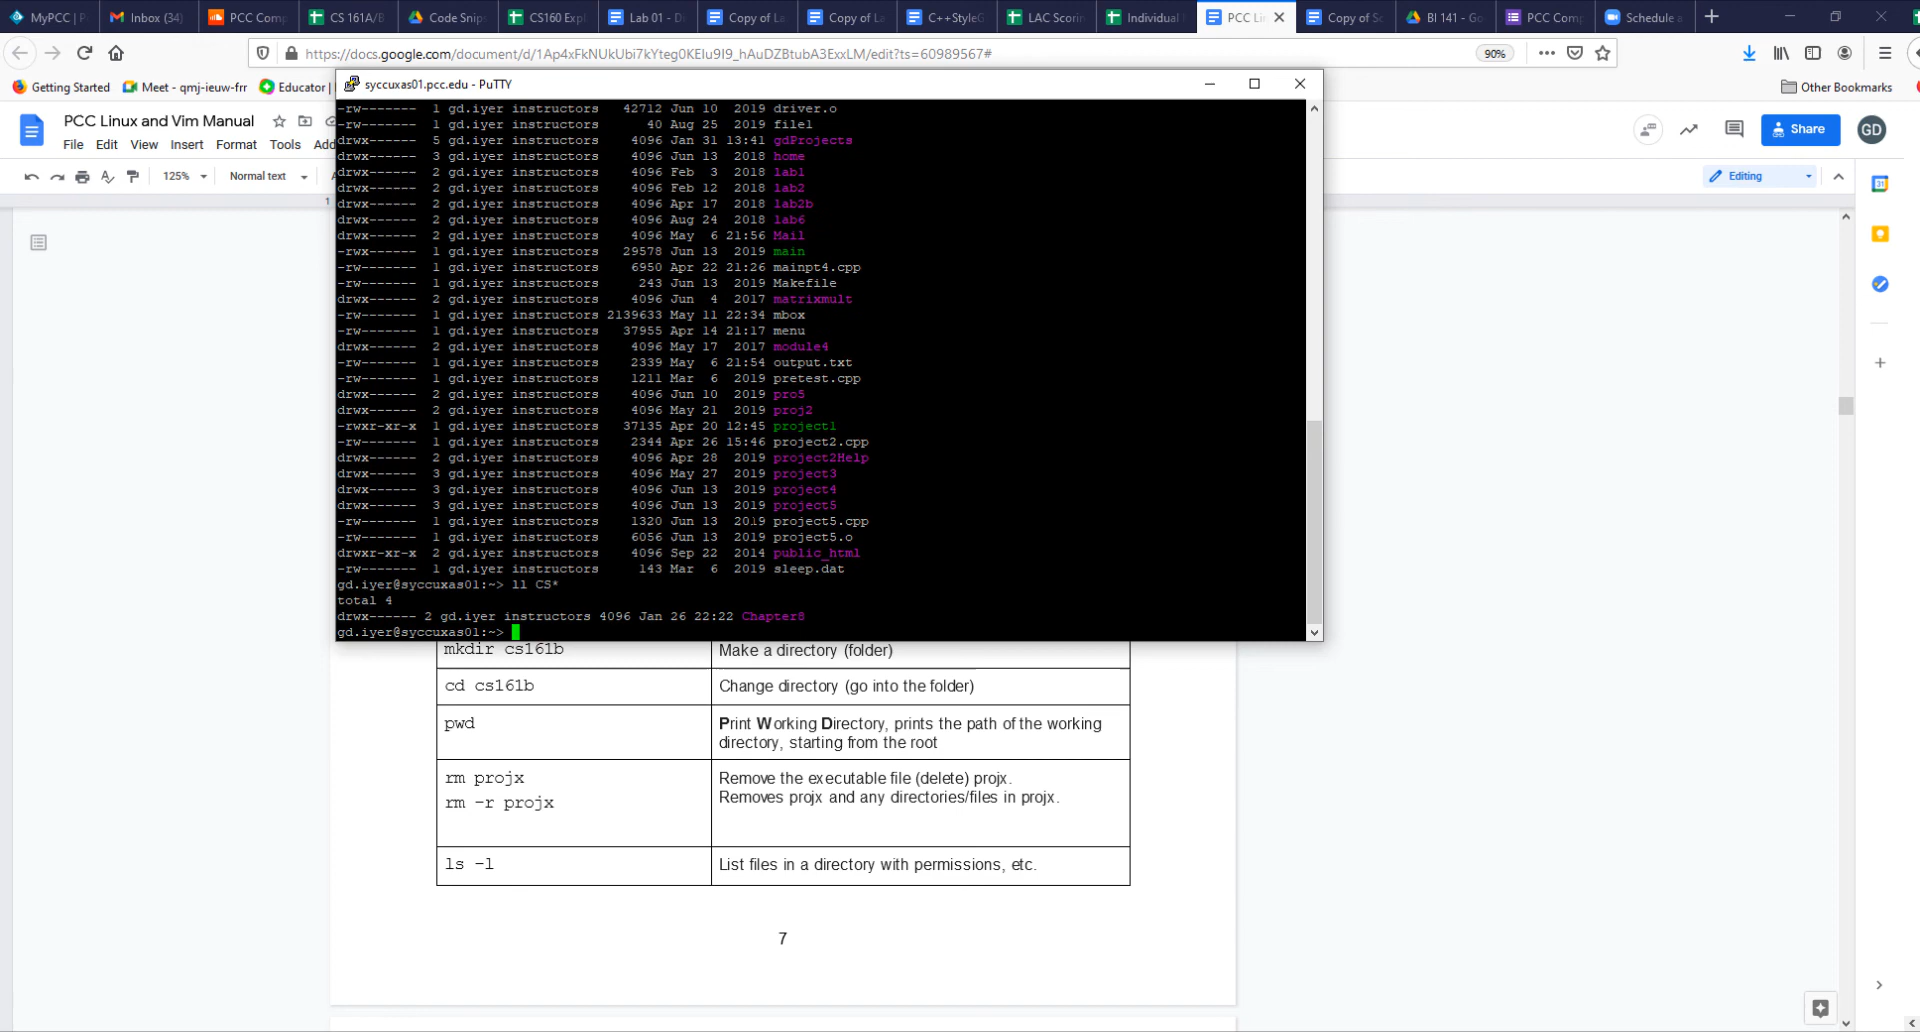 MyPCC | P
Inbox (34)
PCC Comp
CS 161A/B
Code Snip
CS160 Expl
Lab 01 - D
Copy of La
Copy of La
C++StyleG
LAC Scorin
Individual
PCC Lin
Copy of Sc
BI 141 - Go
PCC Comp
Schedule a
https://docs.google.com/document/d/1Ap4xFkNUkUbi7kYteg0KEIu9I9_hAuDZBtubA3ExxLM/edit?ts=60989567#
90%
Getting Started
Meet - qmj-ieuw-frr
Educator
Other Bookmarks
PCC Linux and Vim Manual
File Edit View Insert Format Tools Add
Share
GD
125%
Normal text
Editing
1
31
syccuxas01.pcc.edu - PuTTY
-rw------- 1 gd.iyer instructors 42712 Jun 10 2019 driver.o
-rw------- 1 gd.iyer instructors 40 Aug 25 2019 file1
drwx------ 5 gd.iyer instructors 4096 Jan 31 13:41 gdProjects
drwx------ 3 gd.iyer instructors 4096 Jun 13 2018 home
drwx------ 2 gd.iyer instructors 4096 Feb 3 2018 lab1
drwx------ 2 gd.iyer instructors 4096 Feb 12 2018 lab2
drwx------ 2 gd.iyer instructors 4096 Apr 17 2018 lab2b
drwx------ 2 gd.iyer instructors 4096 Aug 24 2018 lab6
drwx------ 2 gd.iyer instructors 4096 May 6 21:56 Mail
-rwx------ 1 gd.iyer instructors 29578 Jun 13 2019 main
-rw------- 1 gd.iyer instructors 6950 Apr 22 21:26 mainpt4.cpp
-rw------- 1 gd.iyer instructors 243 Jun 13 2019 Makefile
drwx------ 2 gd.iyer instructors 4096 Jun 4 2017 matrixmult
-rw------- 1 gd.iyer instructors 2139633 May 11 22:34 mbox
-rw------- 1 gd.iyer instructors 37955 Apr 14 21:17 menu
drwx------ 2 gd.iyer instructors 4096 May 17 2017 module4
-rw------- 1 gd.iyer instructors 2339 May 6 21:54 output.txt
-rw------- 1 gd.iyer instructors 1211 Mar 6 2019 pretest.cpp
drwx------ 2 gd.iyer instructors 4096 Jun 10 2019 pro5
drwx------ 2 gd.iyer instructors 4096 May 21 2019 proj2
-rwxr-xr-x 1 gd.iyer instructors 37135 Apr 20 12:45 project1
-rw------- 1 gd.iyer instructors 2344 Apr 26 15:46 project2.cpp
drwx------ 2 gd.iyer instructors 4096 Apr 28 2019 project2Help
drwx------ 3 gd.iyer instructors 4096 May 27 2019 project3
drwx------ 3 gd.iyer instructors 4096 Jun 13 2019 project4
drwx------ 3 gd.iyer instructors 4096 Jun 13 2019 project5
-rw------- 1 gd.iyer instructors 1320 Jun 13 2019 project5.cpp
-rw------- 1 gd.iyer instructors 6056 Jun 13 2019 project5.o
drwxr-xr-x 2 gd.iyer instructors 4096 Sep 22 2014 public_html
-rw------- 1 gd.iyer instructors 143 Mar 6 2019 sleep.dat
gd.iyer@syccuxas01:~> ll CS*
total 4
drwx------ 2 gd.iyer instructors 4096 Jan 26 22:22 Chapter8
gd.iyer@syccuxas01:~>
mkdir cs161b Make a directory (folder)
cd cs161b Change directory (go into the folder)
pwd Print Working Directory, prints the path of the working
directory, starting from the root
rm projx Remove the executable file (delete) projx.
rm -r projx Removes projx and any directories/files in projx.
ls -l List files in a directory with permissions, etc.
7